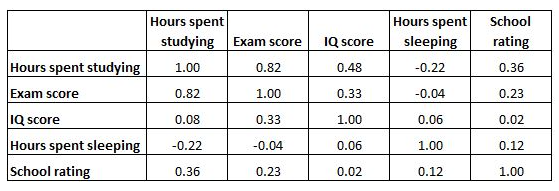 Hours spent studying Exam score IQ score Hours spent sleeping School rating
Hours spent studying 1.00 0.82 0.48 -0.22 0.36
Exam score 0.82 1.00 0.33 -0.04 0.23
IQ score 0.08 0.33 1.00 0.06 0.02
Hours spent sleeping -0.22 -0.04 0.06 1.00 0.12
School rating 0.36 0.23 0.02 0.12 1.00